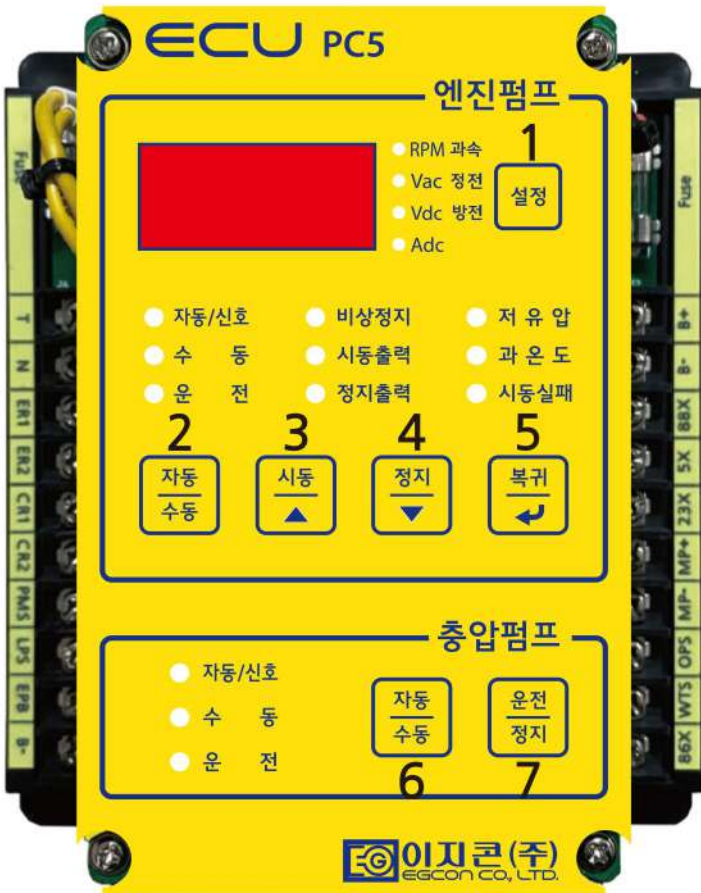 ECU PC5
엔진펌프
1
RPM 과속
Vac 정전
Vdc 방전
Adc
설정
자동/신호 비상정지 저 유 압
수 동 시동출력 과 온 도
운 전 정지출력 시동실패
2 3 4 5
자동 시동 정지 복귀
수동
충압펌프
자동/신호
수 동
운 전
자동 운전
수동 정지
6 7
EG 이지콘(주)
EGCON CO., LTD.
Fuse
T
N
ER1
ER2
CR1
CR2
PMS
LPS
EPB
B-
Fuse
B+
B-
88X
5X
23X
MP+
MP-
OPS
WTS
86X